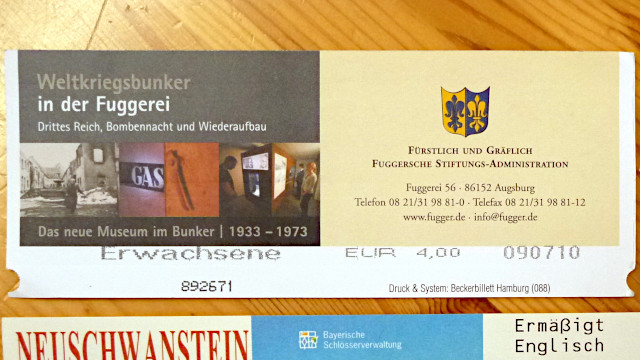 Weltkriegsbunker
in der Fuggerei
Drittes Reich, Bombennacht und Wiederaufbau
GAS
Das neue Museum im Bunker | 1933 – 1973
Fürstlich und Gräflich
Fuggersche Stiftungs-Administration
Fuggerei 56 · 86152 Augsburg
Telefon 08 21/31 98 81-0 · Telefax 08 21/31 98 81-12
www.fugger.de · info@fugger.de
Erwachsene EUR 4,00 090710
892671
Druck & System: Beckerbillett Hamburg (088)
NEUSCHWANSTEIN
Bayerische
Schlösserverwaltung
Ermäßigt
Englisch